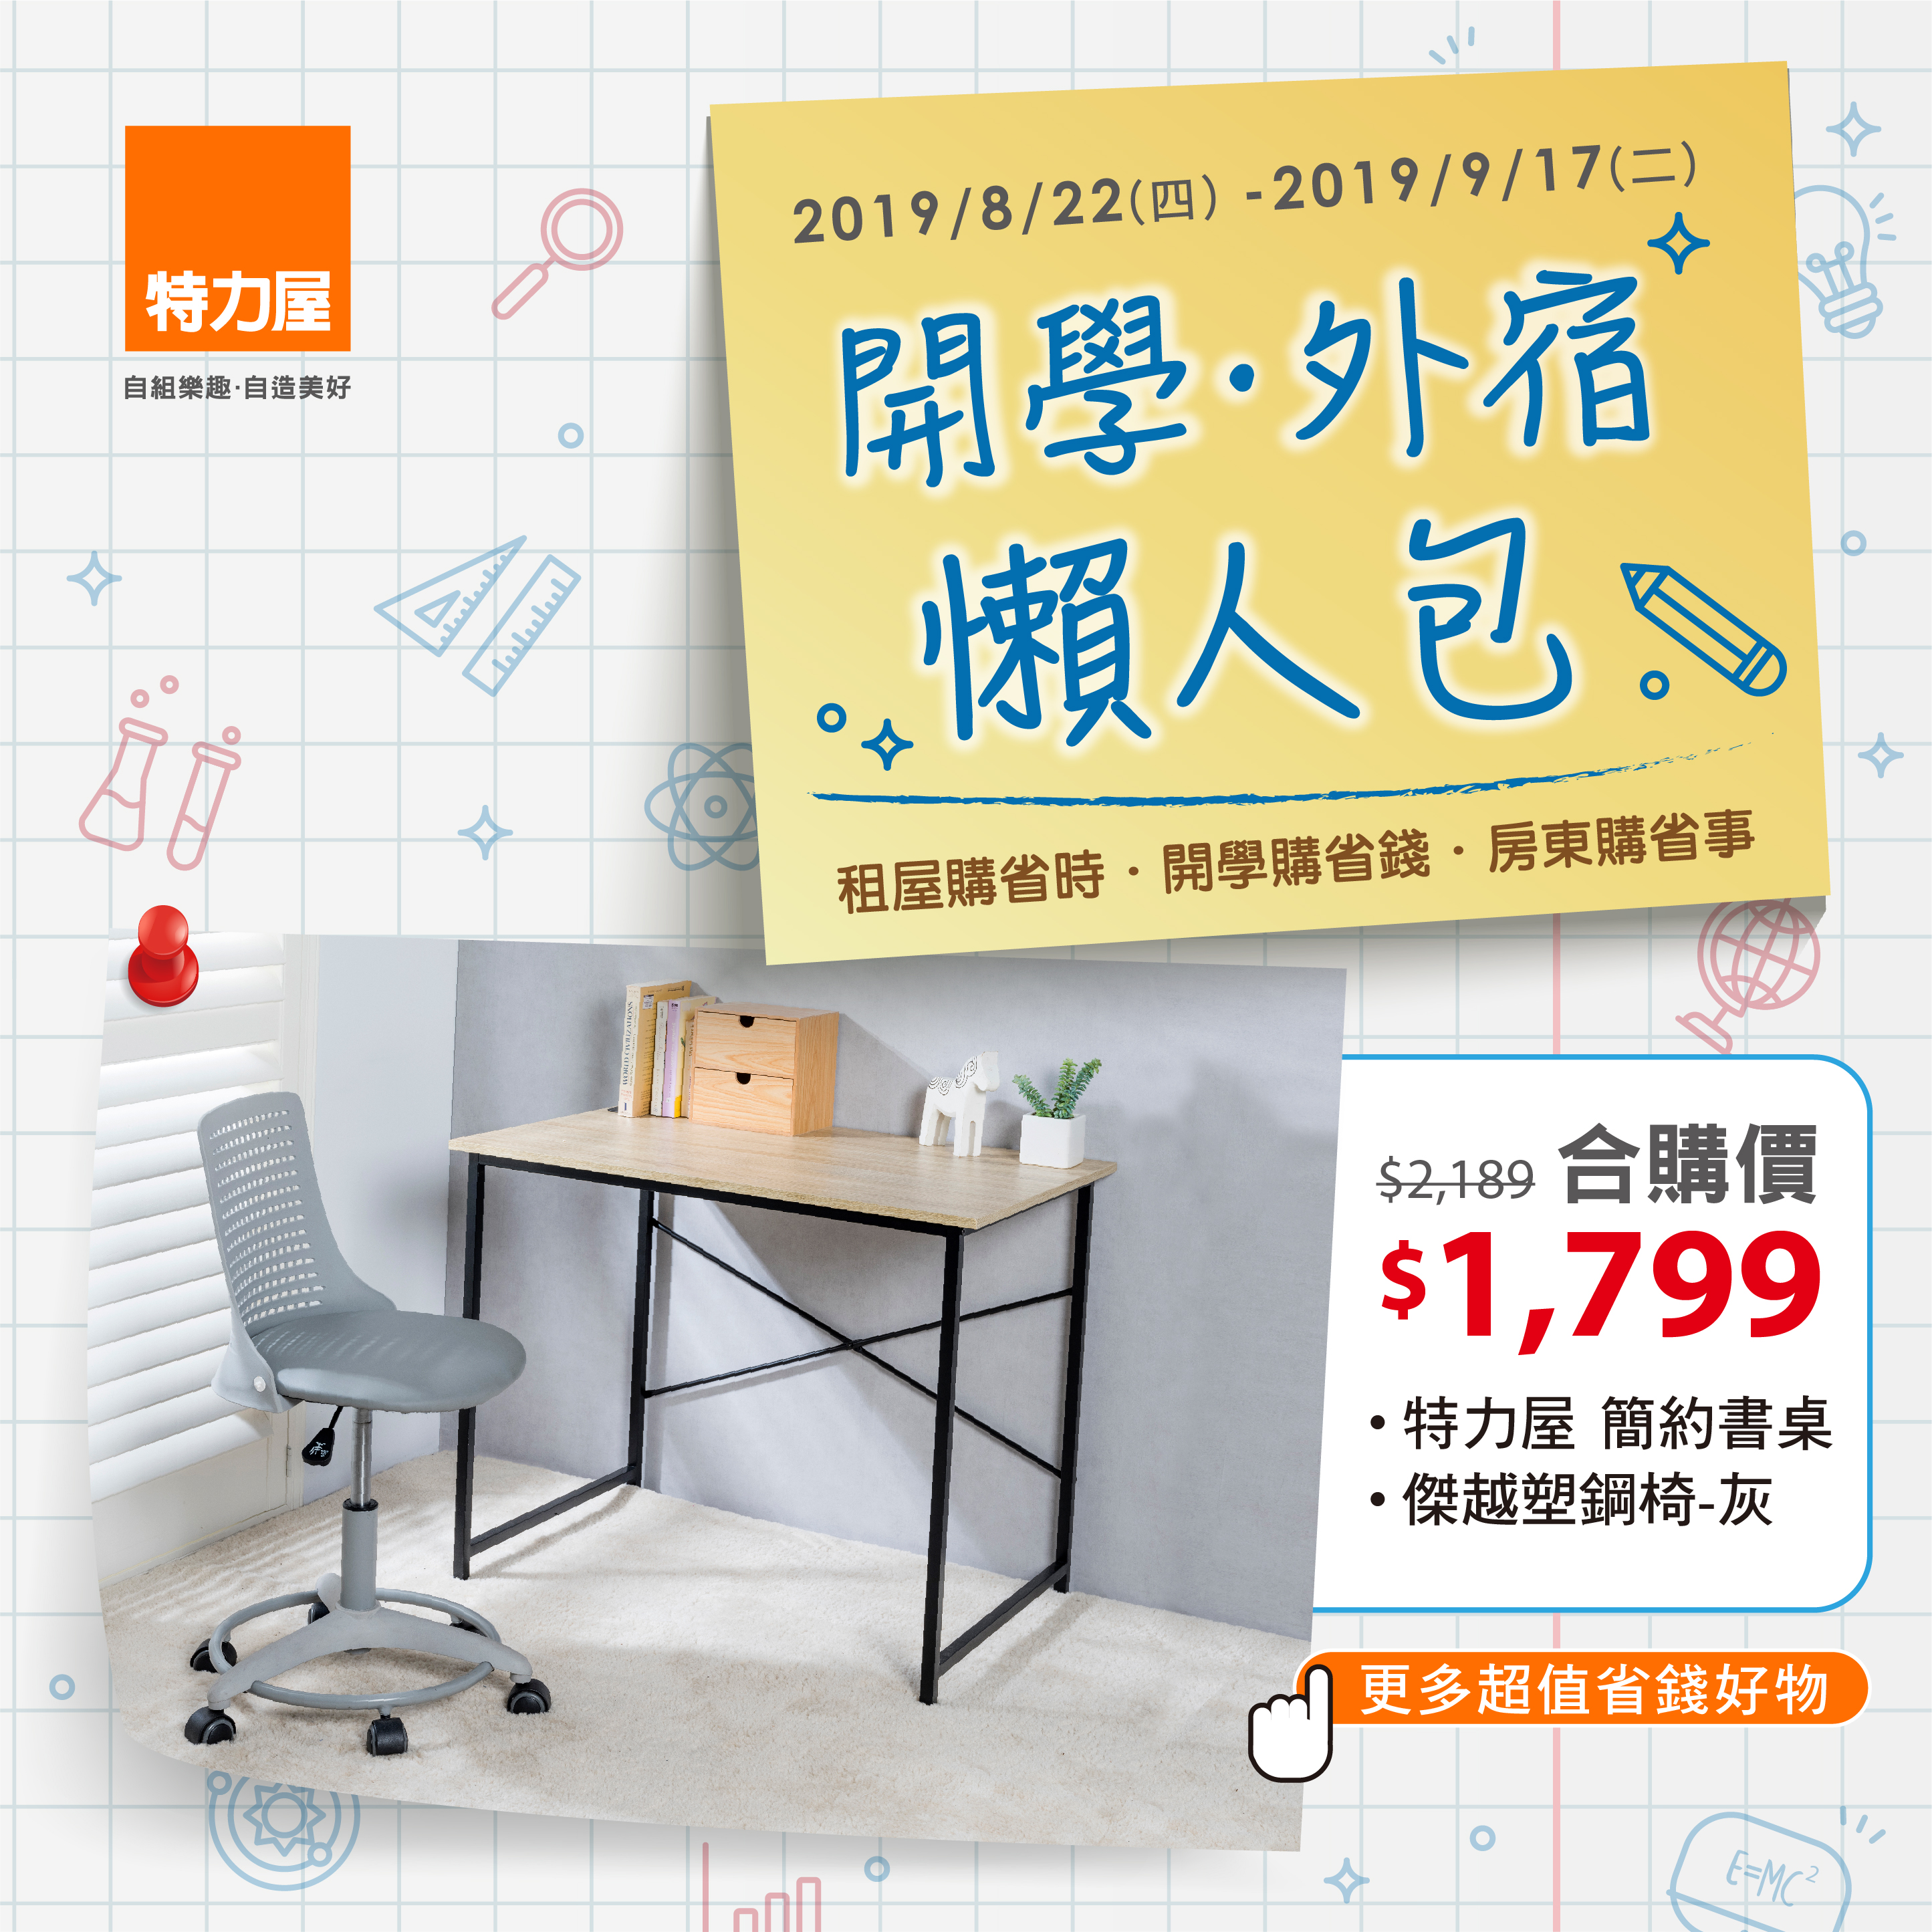 特力屋
自組樂趣·自造美好
2019/8/22(四) -2019/9/17(二)
開學·外宿
懶人包
租屋購省時·開學購省錢·房東購省事
WORLD CIVILIZATIONS
$2,189 合購價
$1,799
•特力屋 簡約書桌
•傑越塑鋼椅-灰
更多超值省錢好物
E=MC²